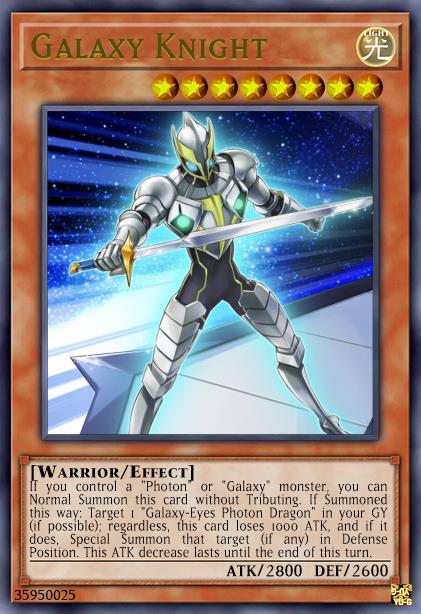 Galaxy Knight
LIGHT
光
[Warrior/Effect]
If you control a "Photon" or "Galaxy" monster, you can
Normal Summon this card without Tributing. If Summoned
this way: Target 1 "Galaxy-Eyes Photon Dragon" in your GY
(if possible); regardless, this card loses 1000 ATK, and if it
does, Special Summon that target (if any) in Defense
Position. This ATK decrease lasts until the end of this turn.
ATK/2800 DEF/2600
35950025